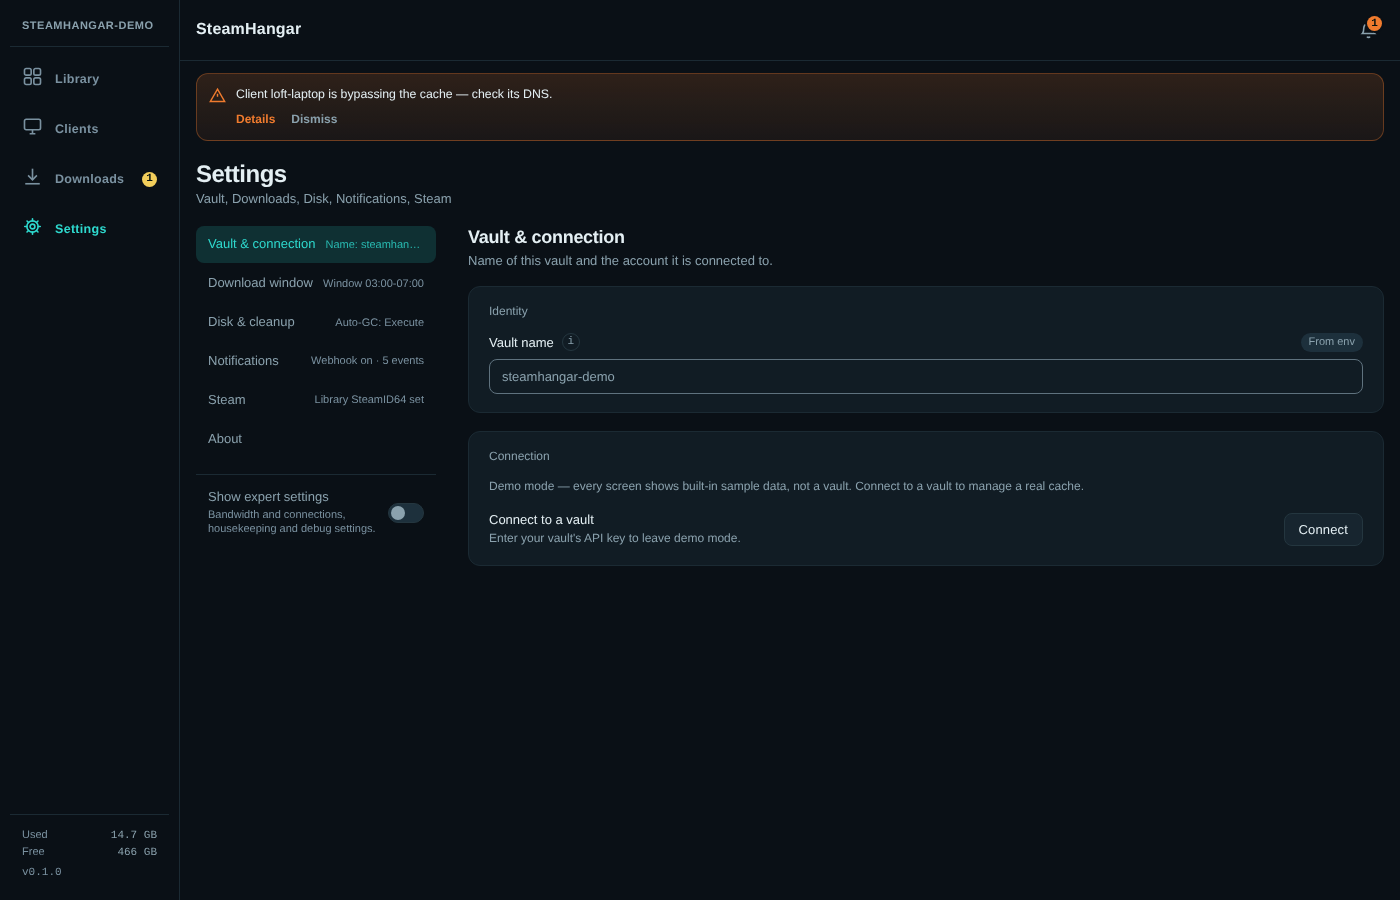 STEAMHANGAR-DEMO
Library
Clients
Downloads 1
Settings
Used 14.7 GB
Free 466 GB
v0.1.0
SteamHangar
1
Client loft-laptop is bypassing the cache — check its DNS.
Details Dismiss
Settings
Vault, Downloads, Disk, Notifications, Steam
Vault & connection Name: steamhan...
Download window Window 03:00-07:00
Disk & cleanup Auto-GC: Execute
Notifications Webhook on · 5 events
Steam Library SteamID64 set
About
Show expert settings
Bandwidth and connections,
housekeeping and debug settings.
Vault & connection
Name of this vault and the account it is connected to.
Identity
Vault name i From env
steamhangar-demo
Connection
Demo mode — every screen shows built-in sample data, not a vault. Connect to a vault to manage a real cache.
Connect to a vault
Enter your vault's API key to leave demo mode.
Connect